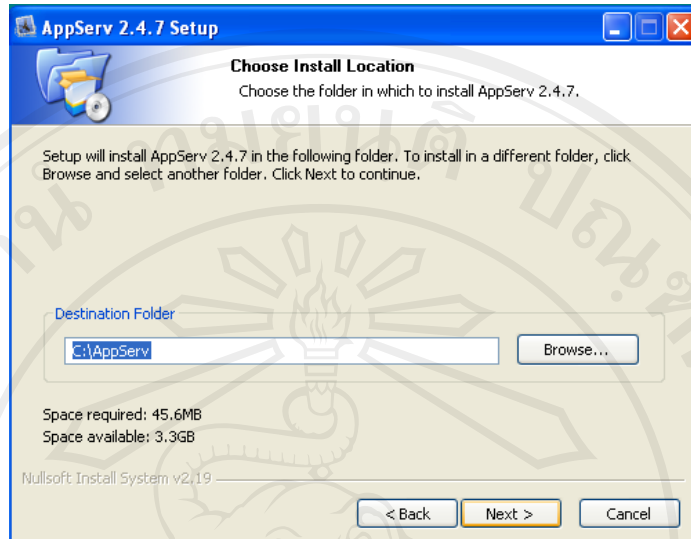 AppServ 2.4.7 Setup
Choose Install Location
Choose the folder in which to install AppServ 2.4.7.
Setup will install AppServ 2.4.7 in the following folder. To install in a different folder, click
Browse and select another folder. Click Next to continue.
Destination Folder
C:\AppServ
Browse...
Space required: 45.6MB
Space available: 3.3GB
Nullsoft Install System v2.19
< Back
Next >
Cancel